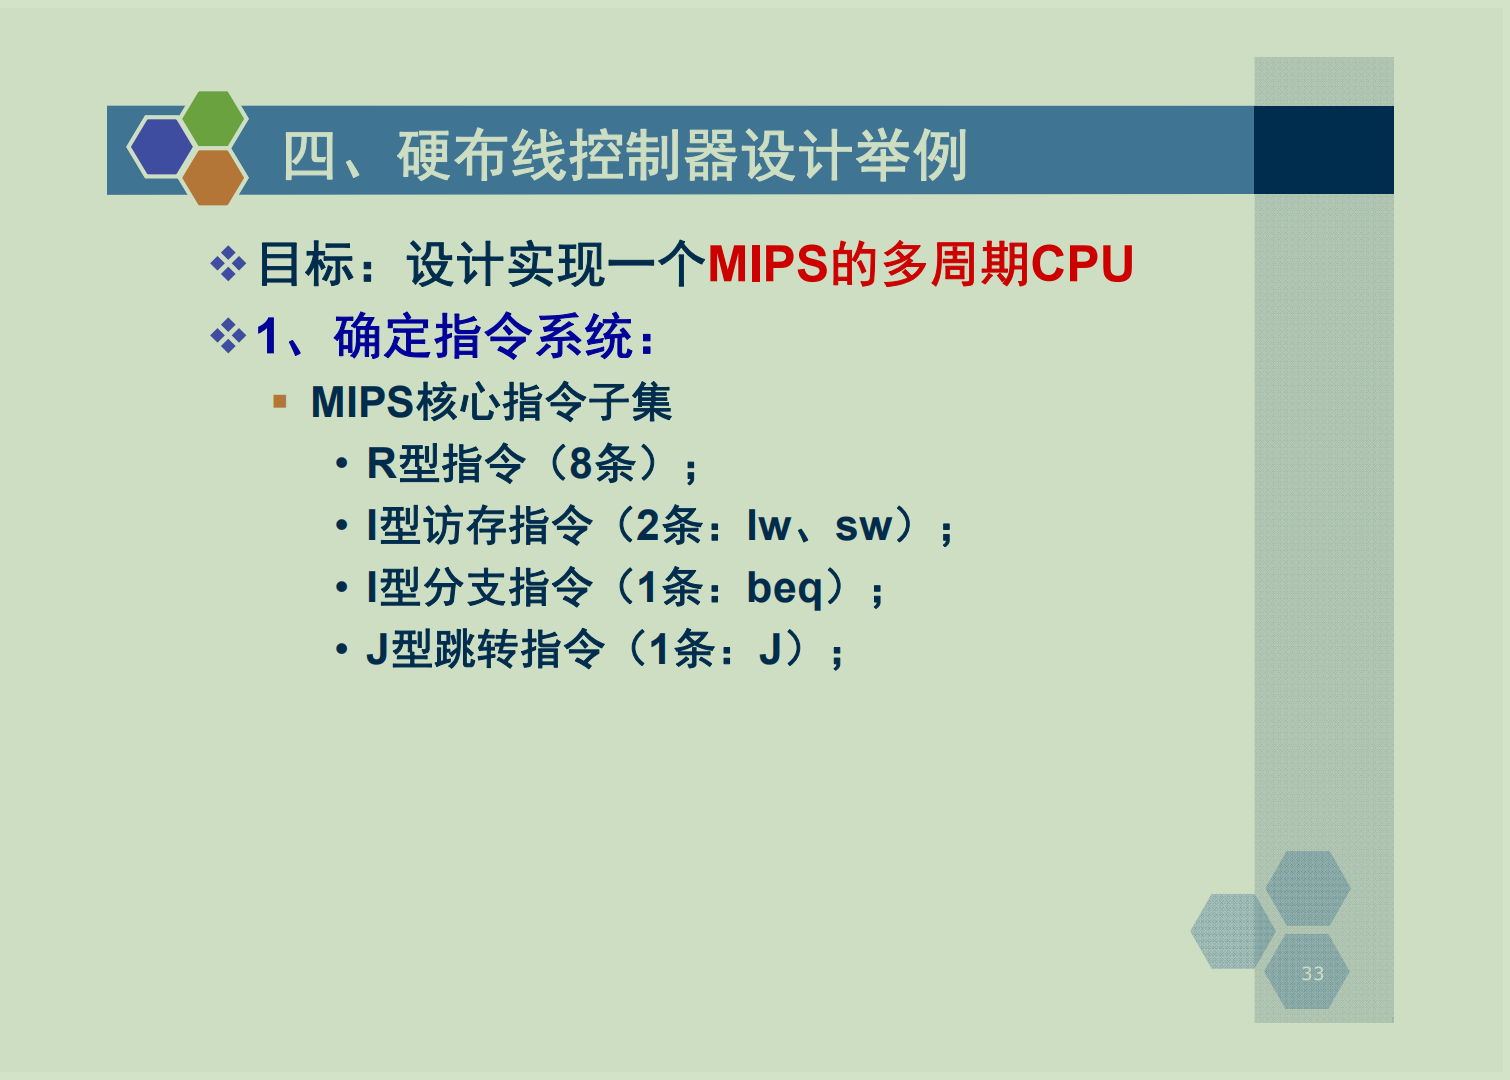 四、硬布线控制器设计举例
目标：设计实现一个MIPS的多周期CPU
1、确定指令系统：
MIPS核心指令子集
R型指令（8条）；
I型访存指令（2条：lw、sw）；
I型分支指令（1条：beq）；
J型跳转指令（1条：J）；
33